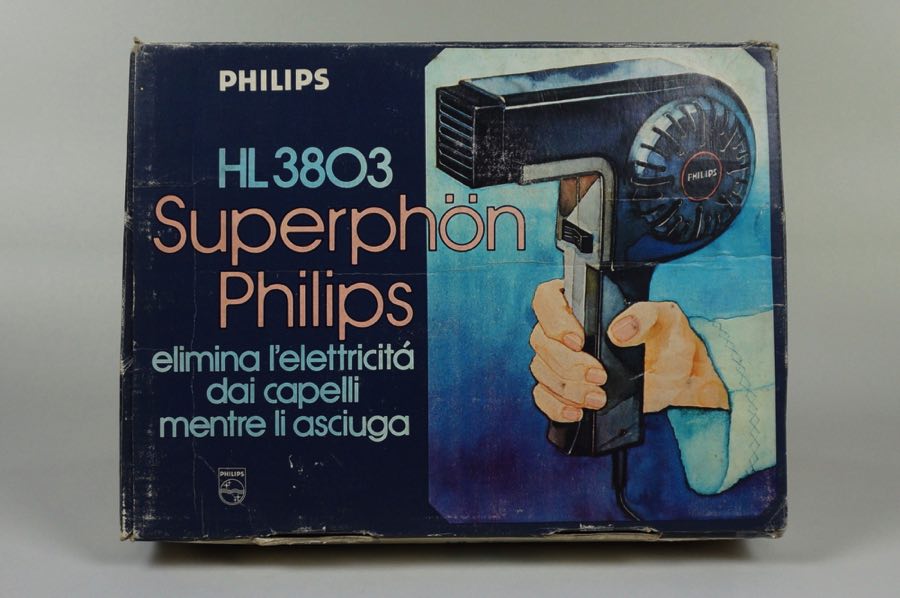 PHILIPS
HL 3803
Superphön
Philips
elimina l'elettricitá
dai capelli
mentre li asciuga
PHILIPS
PHILIPS